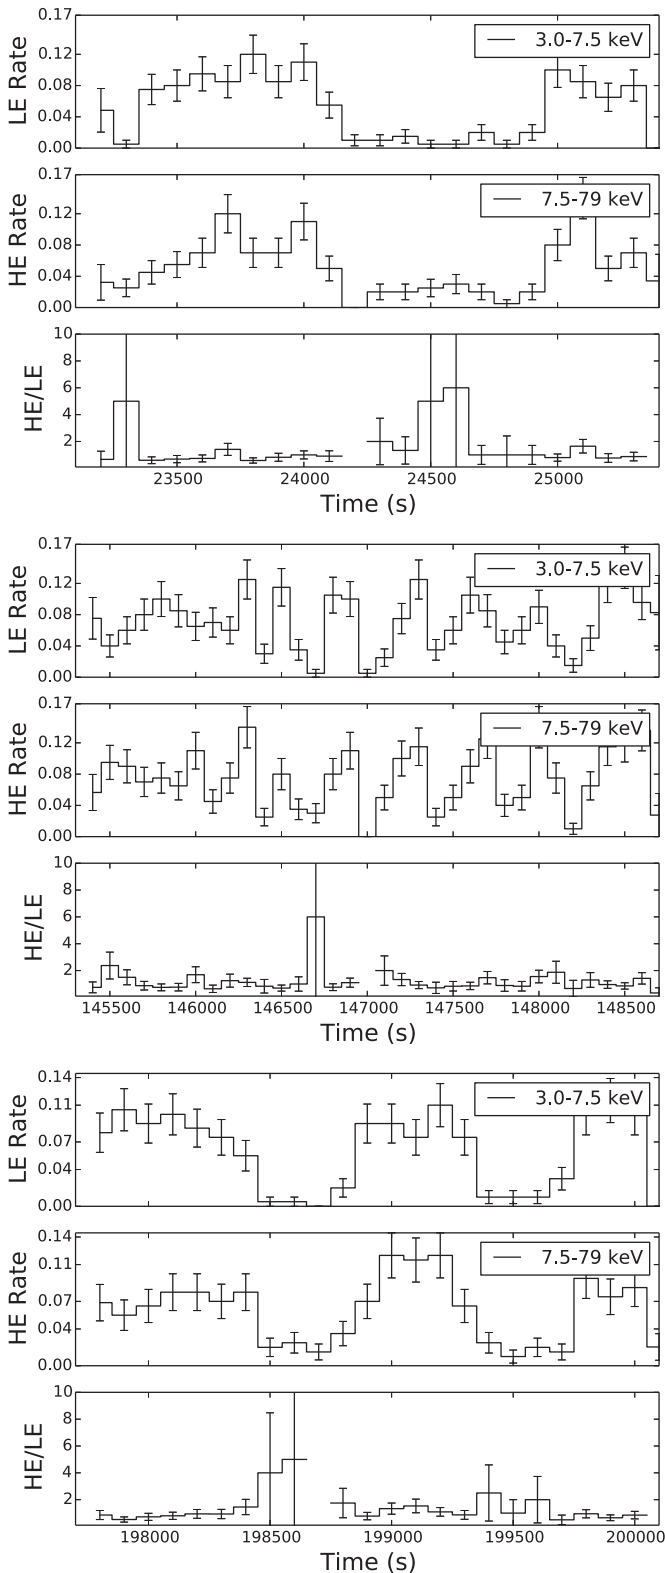 0.17
0.12
0.08
0.04
0.00
LE Rate
3.0-7.5 keV
0.17
0.12
0.08
0.04
0.00
HE Rate
7.5-79 keV
10
8
6
4
2
HE/LE
23500 24000 24500 25000
Time (s)
0.17
0.12
0.08
0.04
0.00
LE Rate
3.0-7.5 keV
0.17
0.12
0.08
0.04
0.00
HE Rate
7.5-79 keV
10
8
6
4
2
HE/LE
145500 146000 146500 147000 147500 148000 148500
Time (s)
0.14
0.11
0.07
0.04
0.00
LE Rate
3.0-7.5 keV
0.14
0.11
0.07
0.04
0.00
HE Rate
7.5-79 keV
10
8
6
4
2
HE/LE
198000 198500 199000 199500 200000
Time (s)